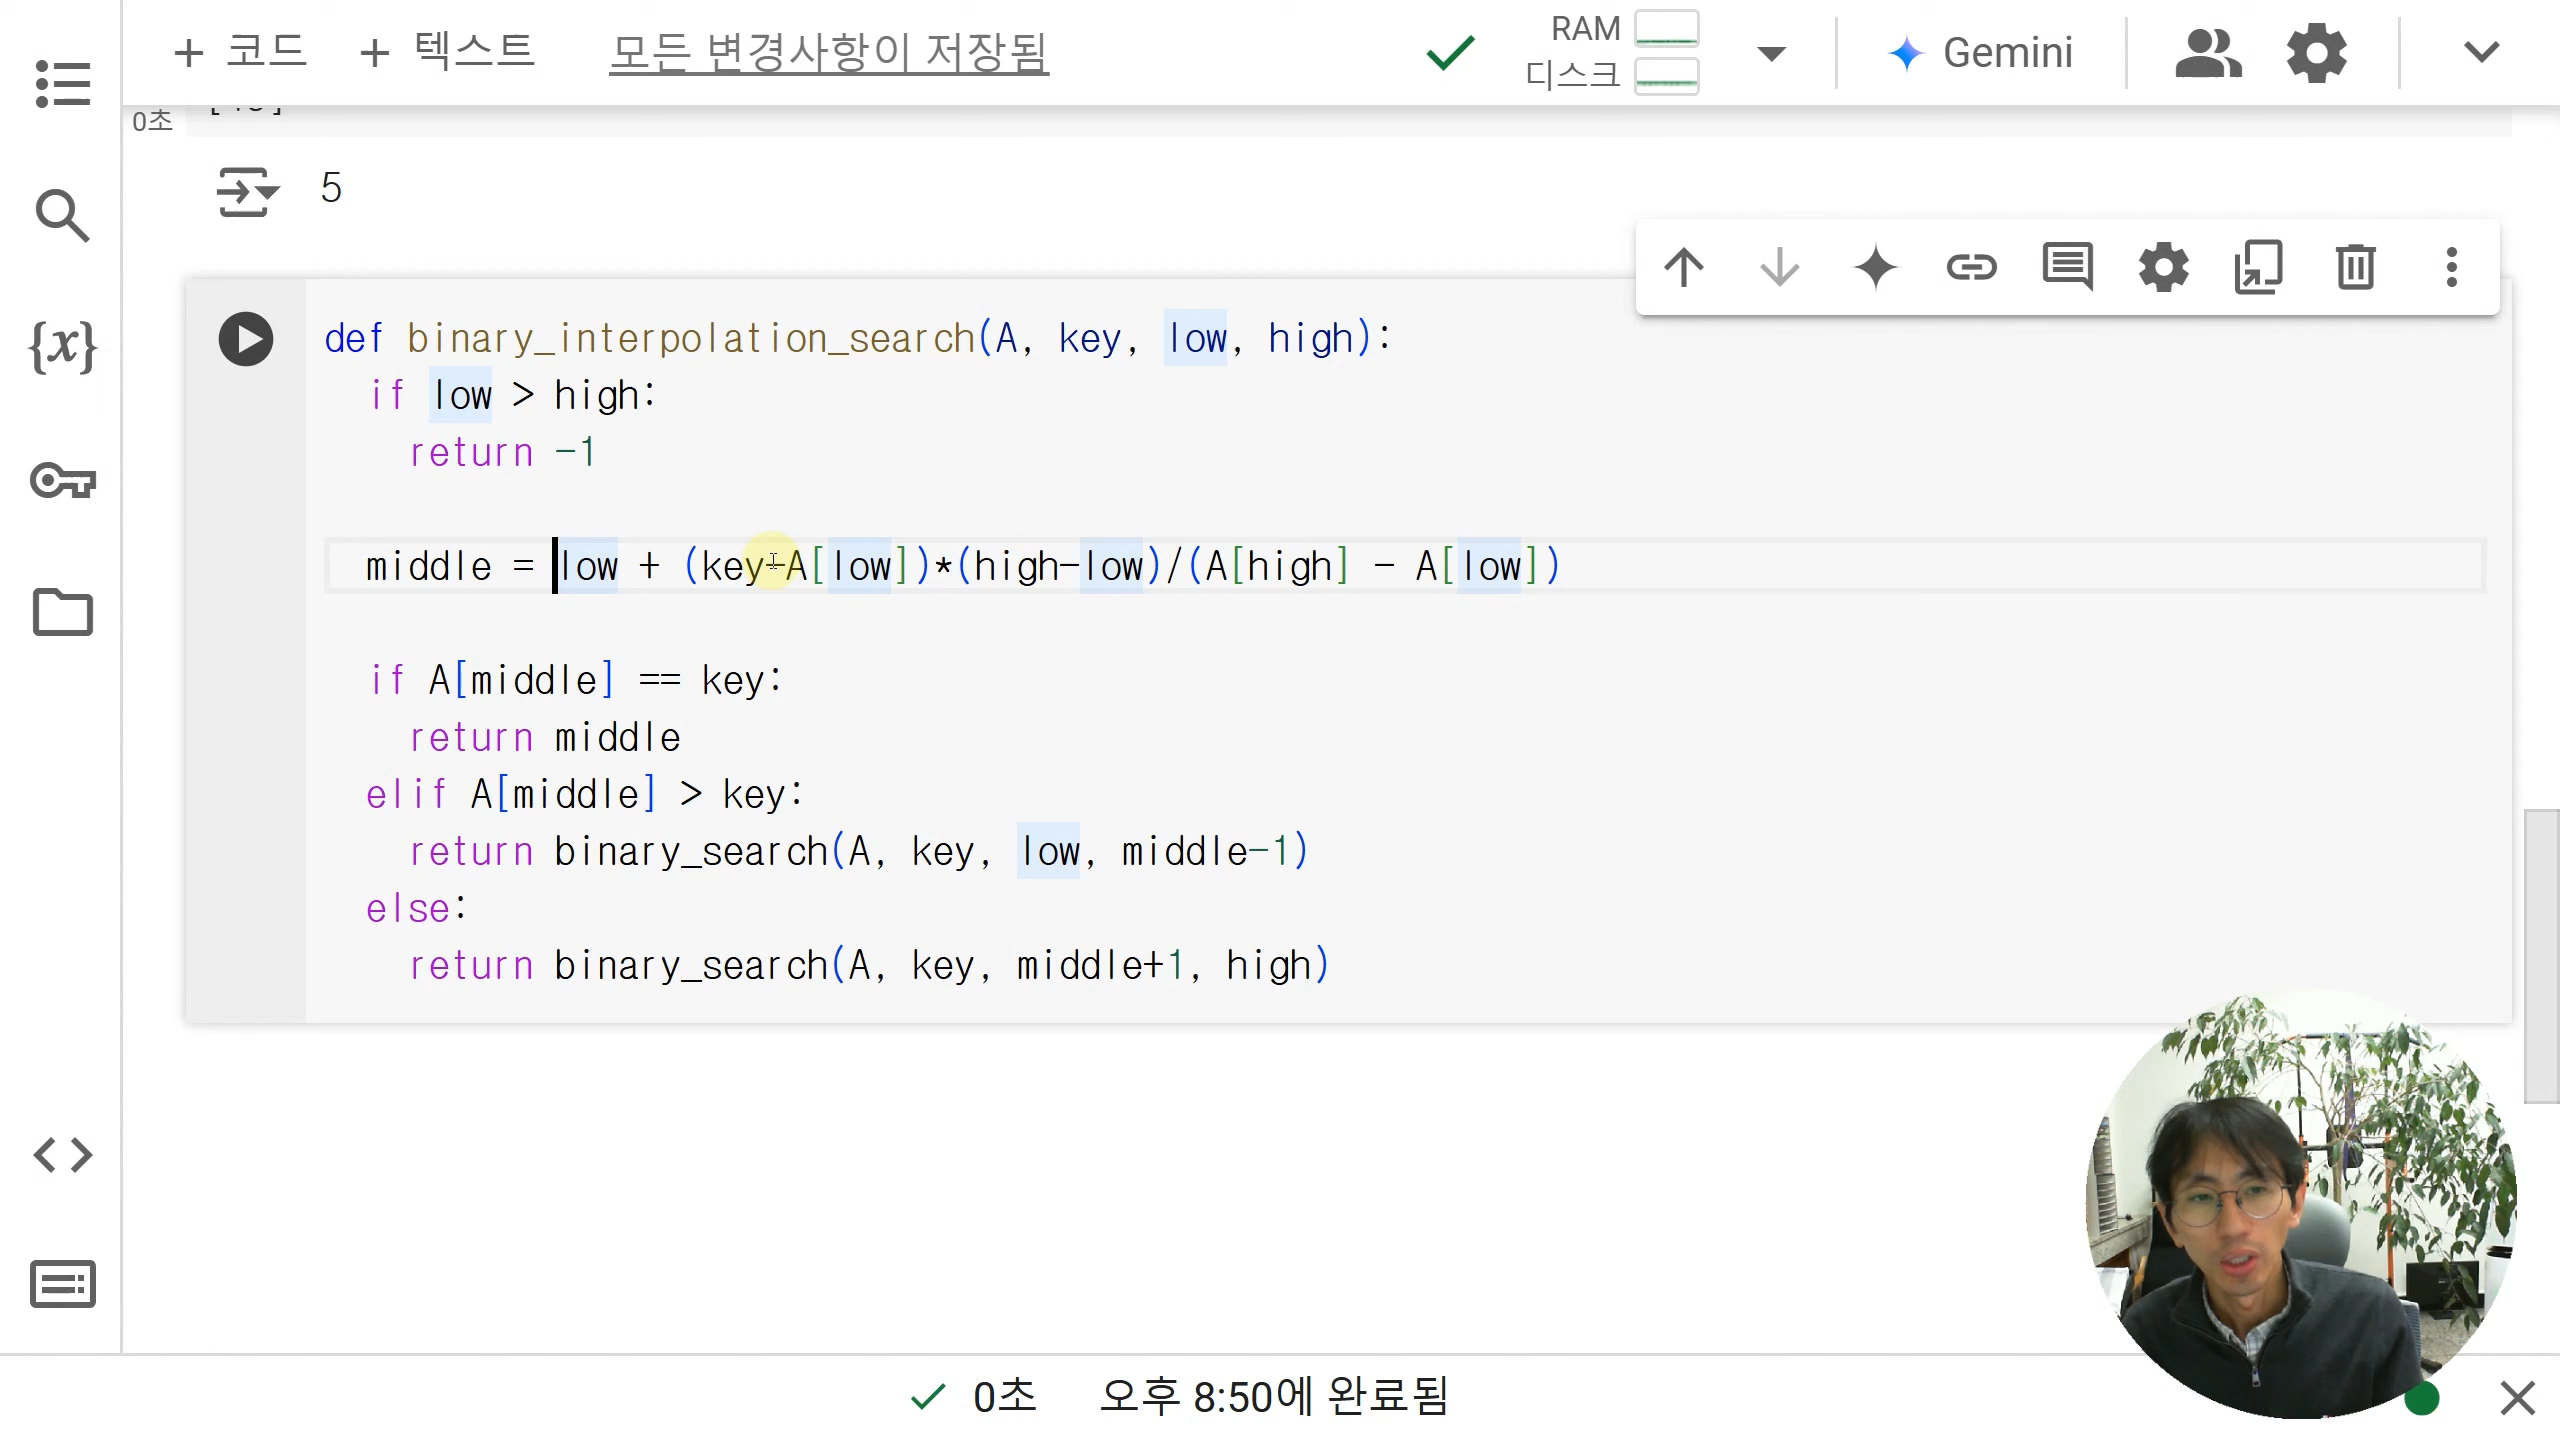 + 코드 + 텍스트 모든 변경사항이 저장됨 RAM 디스크 Gemini
0초
5
def binary_interpolation_search(A, key, low, high):
if low > high:
return -1
middle = low + (key-A[low])*(high-low)/(A[high] - A[low])
if A[middle] == key:
return middle
elif A[middle] > key:
return binary_search(A, key, low, middle-1)
else:
return binary_search(A, key, middle+1, high)
{x}
0초 오후 8:50에 완료됨